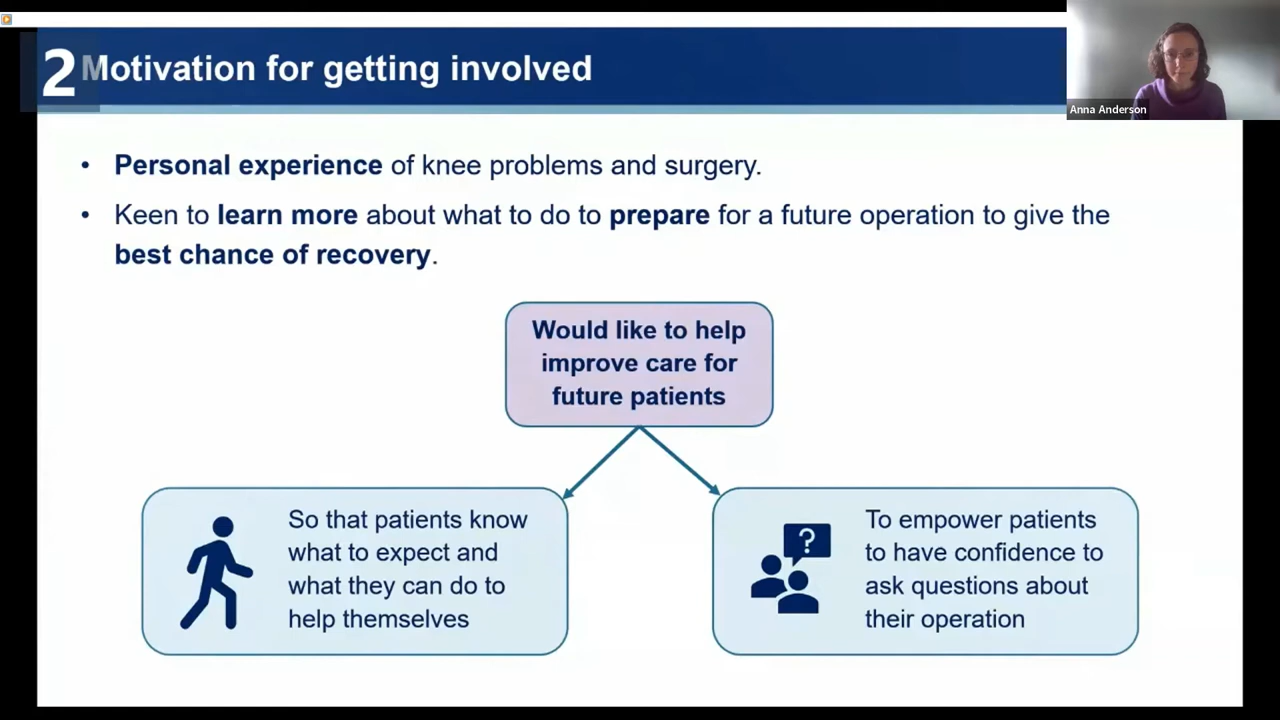 2
Motivation for getting involved
Anna Anderson
• Personal experience of knee problems and surgery.
• Keen to learn more about what to do to prepare for a future operation to give the
best chance of recovery.
Would like to help
improve care for
future patients
So that patients know
what to expect and
what they can do to
help themselves
?
To empower patients
to have confidence to
ask questions about
their operation